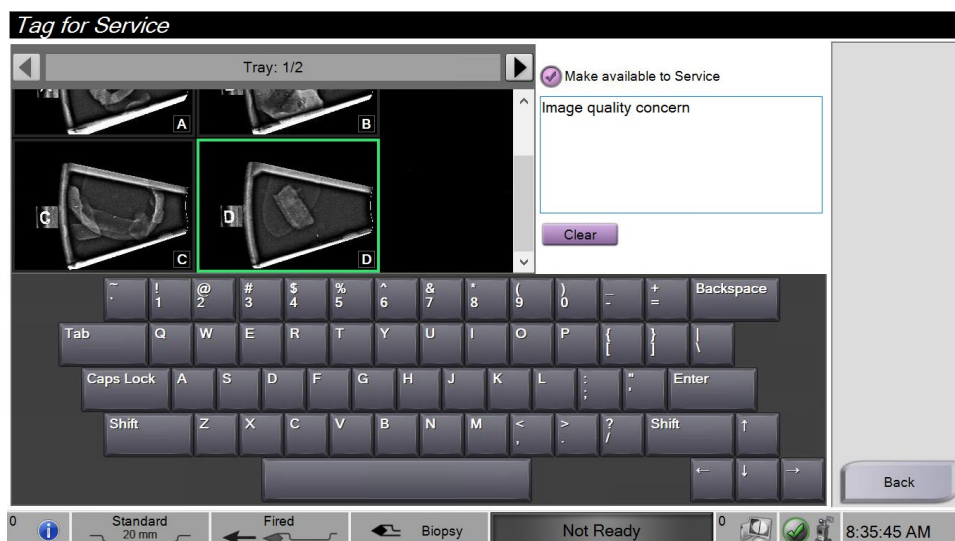 Tag for Service
Tray: 1/2
A
B
C
C
D
D
Make available to Service
Image quality concern
Clear
~ ! @ # $ % ^ & * ( ) _ + Backspace
` 1 2 3 4 5 6 7 8 9 0 - =
Tab Q W E R T Y U I O P { } |
[ ] \
Caps Lock A S D F G H J K L : " Enter
; '
Shift Z X C V B N M < > ? Shift ↑
, . /
← ↓ →
Back
0
Standard
20 mm
Fired
Biopsy
Not Ready
0
8:35:45 AM